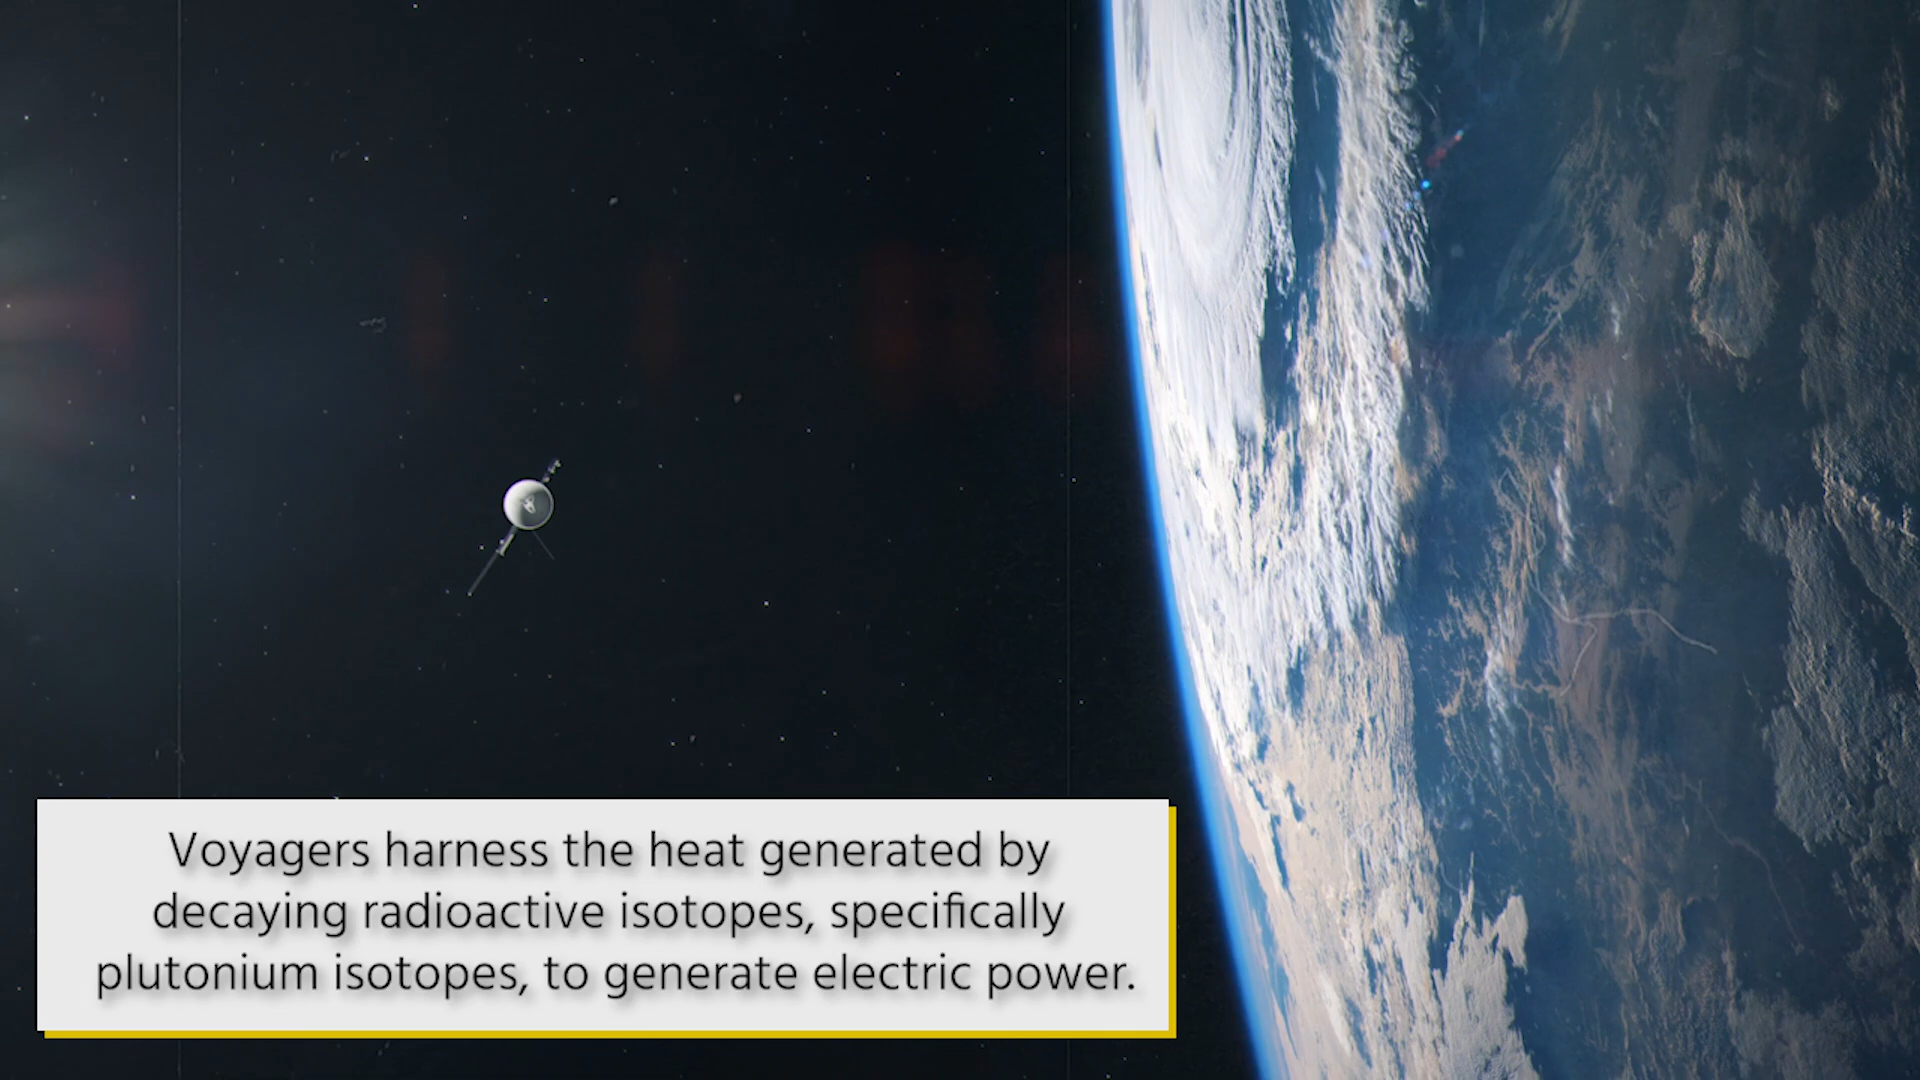 Voyagers harness the heat generated by
decaying radioactive isotopes, specifically
plutonium isotopes, to generate electric power.